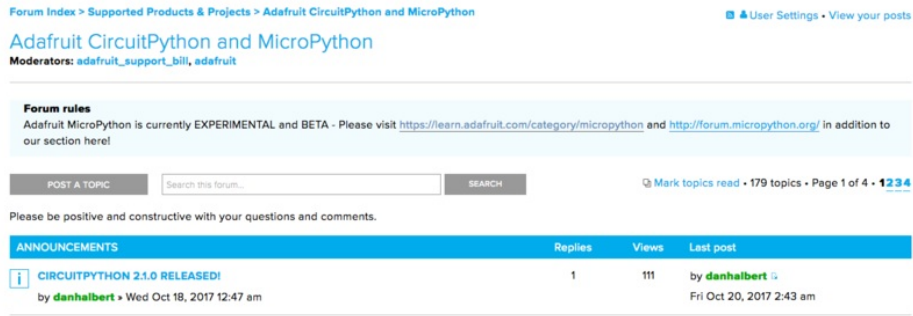 Forum Index > Supported Products & Projects > Adafruit CircuitPython and MicroPython
User Settings • View your posts
Adafruit CircuitPython and MicroPython
Moderators: adafruit_support_bill, adafruit
Forum rules
Adafruit MicroPython is currently EXPERIMENTAL and BETA - Please visit https://learn.adafruit.com/category/micropython and http://forum.micropython.org/ in addition to
our section here!
POST A TOPIC
Search this forum...
SEARCH
Mark topics read • 179 topics • Page 1 of 4 • 1 2 3 4
Please be positive and constructive with your questions and comments.
ANNOUNCEMENTS Replies Views Last post
CIRCUITPYTHON 2.1.0 RELEASED! 1 111 by danhalbert
by danhalbert » Wed Oct 18, 2017 12:47 am Fri Oct 20, 2017 2:43 am